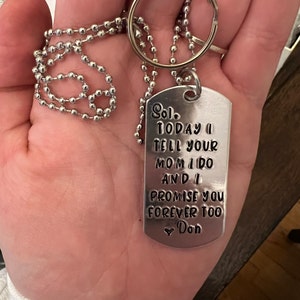 Sol,
TODAY I
TELL YOUR
MOM I DO
AND I
PROMISE YOU
FOREVER TOO
♥ Don